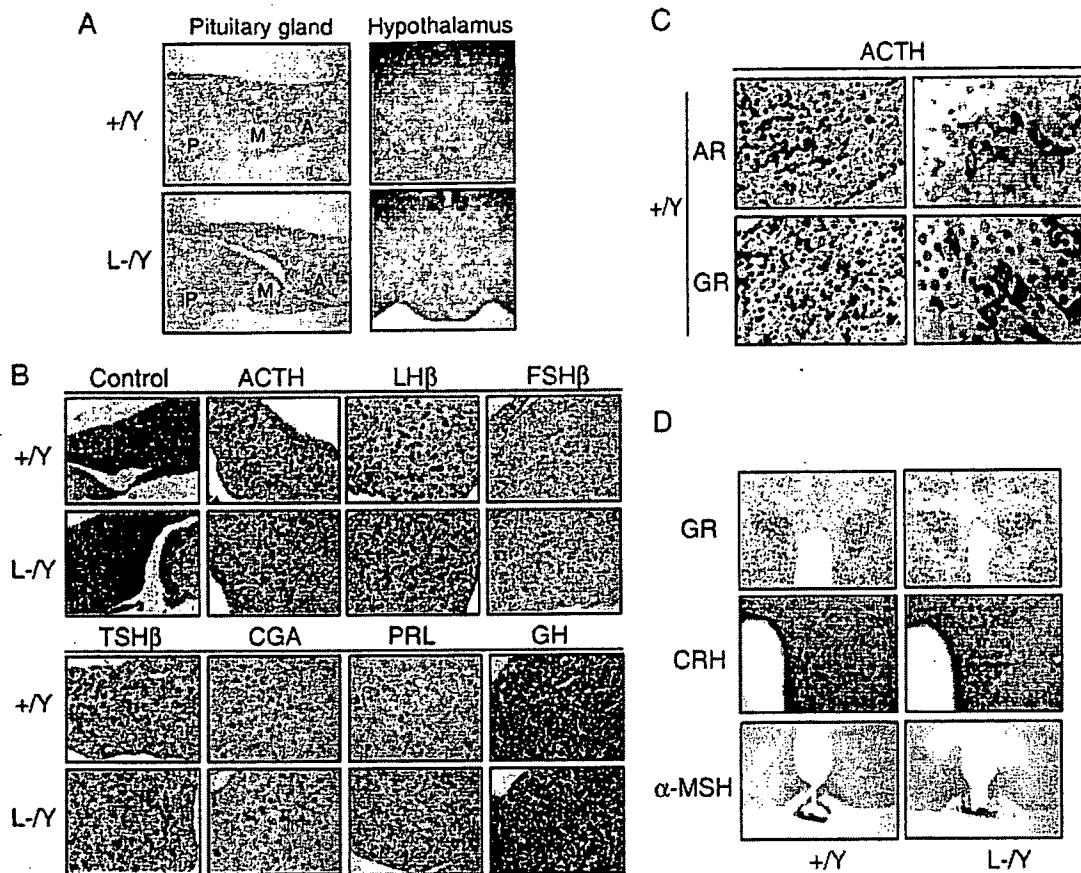 A
Pituitary gland Hypothalamus
+/Y
P M A
L-/Y
P M A
B
Control ACTH LHβ FSHβ
+/Y
L-/Y
TSHβ CGA PRL GH
+/Y
L-/Y
C
ACTH
+/Y
AR
GR
D
GR
CRH
α-MSH
+/Y L-/Y